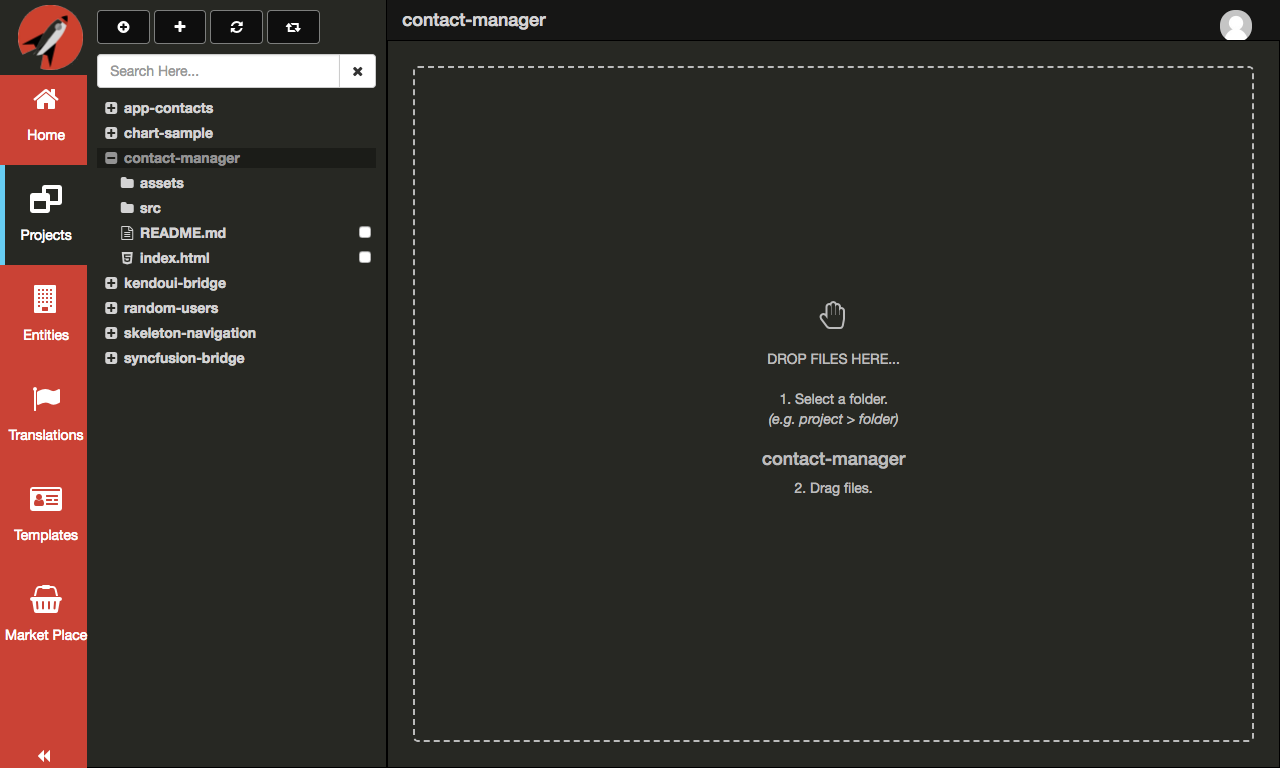 Home
Projects
Entities
Translations
Templates
Market Place
Search Here...
app-contacts
chart-sample
contact-manager
assets
src
README.md
index.html
kendoui-bridge
random-users
skeleton-navigation
syncfusion-bridge
contact-manager
DROP FILES HERE...
1. Select a folder.
(e.g. project > folder)
contact-manager
2. Drag files.